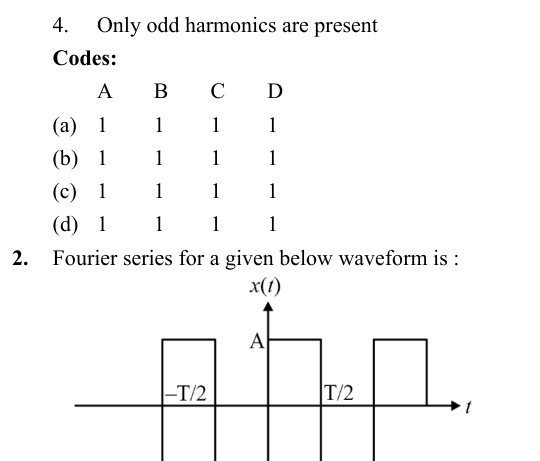 4. Only odd harmonics are present
Codes:
A B C D
(a) 1 1 1 1
(b) 1 1 1 1
(c) 1 1 1 1
(d) 1 1 1 1
2. Fourier series for a given below waveform is :
x(t)
A
–T/2 T/2
t